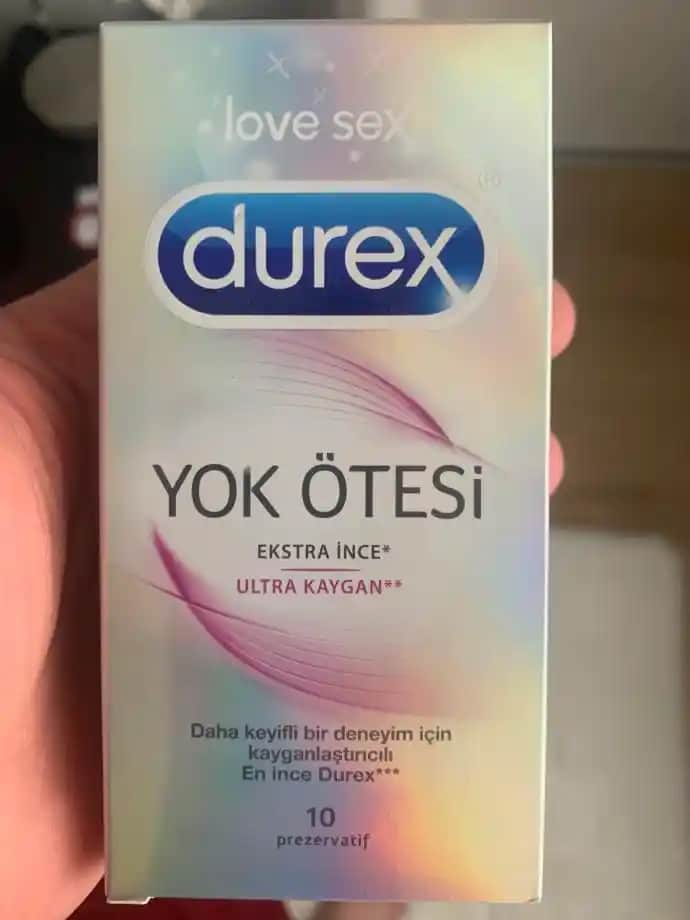 love sex
durex®
YOK ÖTESİ
EKSTRA İNCE*
ULTRA KAYGAN**
Daha keyifli bir deneyim için
kayganlaştırıcılı
En ince Durex***
10
prezervatif